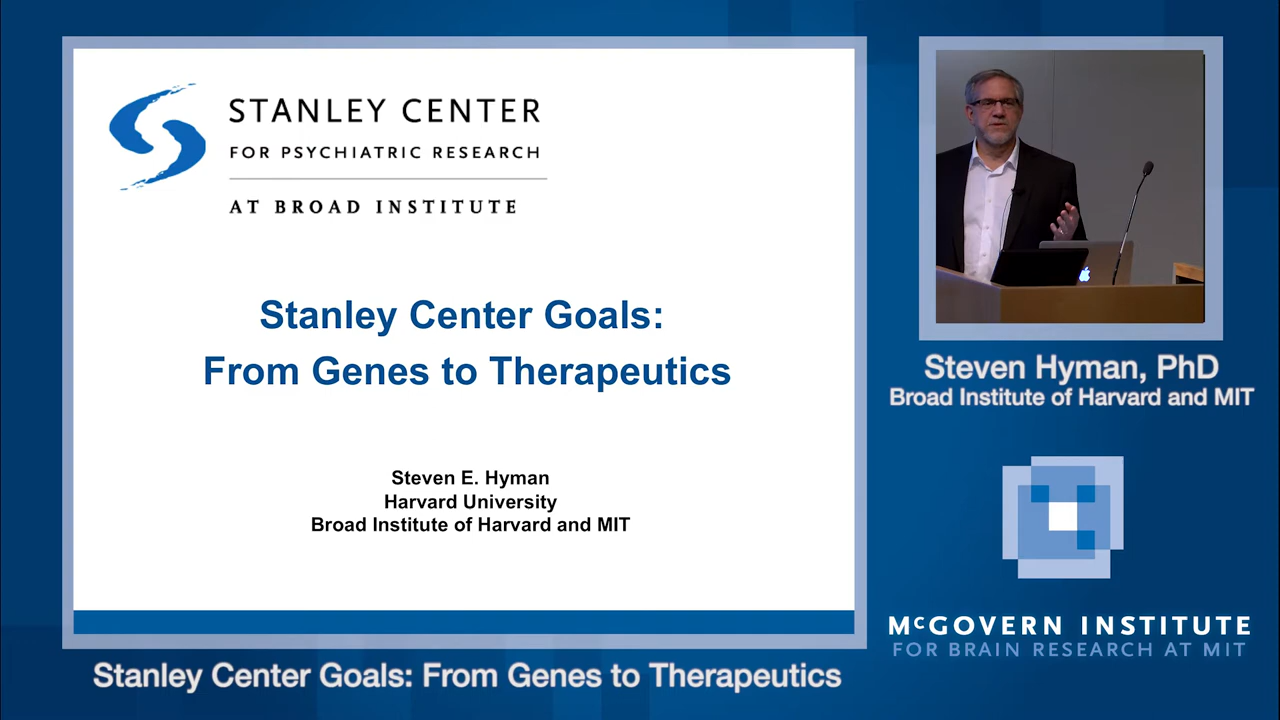 STANLEY CENTER
FOR PSYCHIATRIC RESEARCH
AT BROAD INSTITUTE
Stanley Center Goals:
From Genes to Therapeutics
Steven E. Hyman
Harvard University
Broad Institute of Harvard and MIT
Steven Hyman, PhD
Broad Institute of Harvard and MIT
McGOVERN INSTITUTE
FOR BRAIN RESEARCH AT MIT
Stanley Center Goals: From Genes to Therapeutics